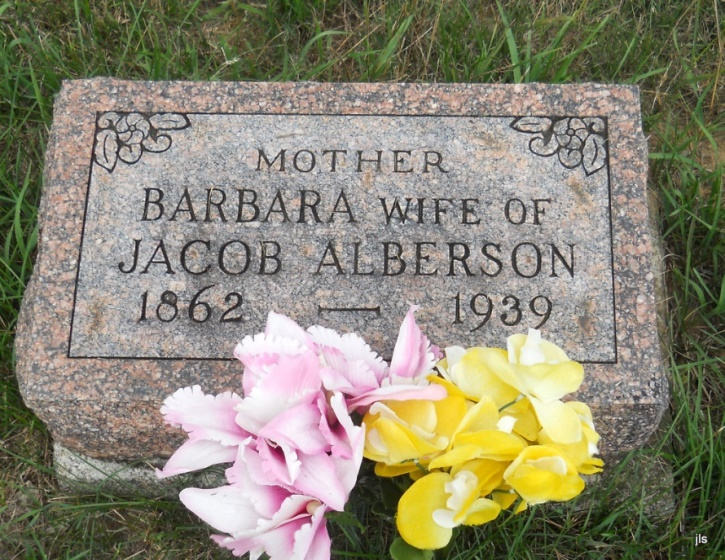 MOTHER
BARBARA WIFE OF
JACOB ALBERSON
1862 — 1939
jls